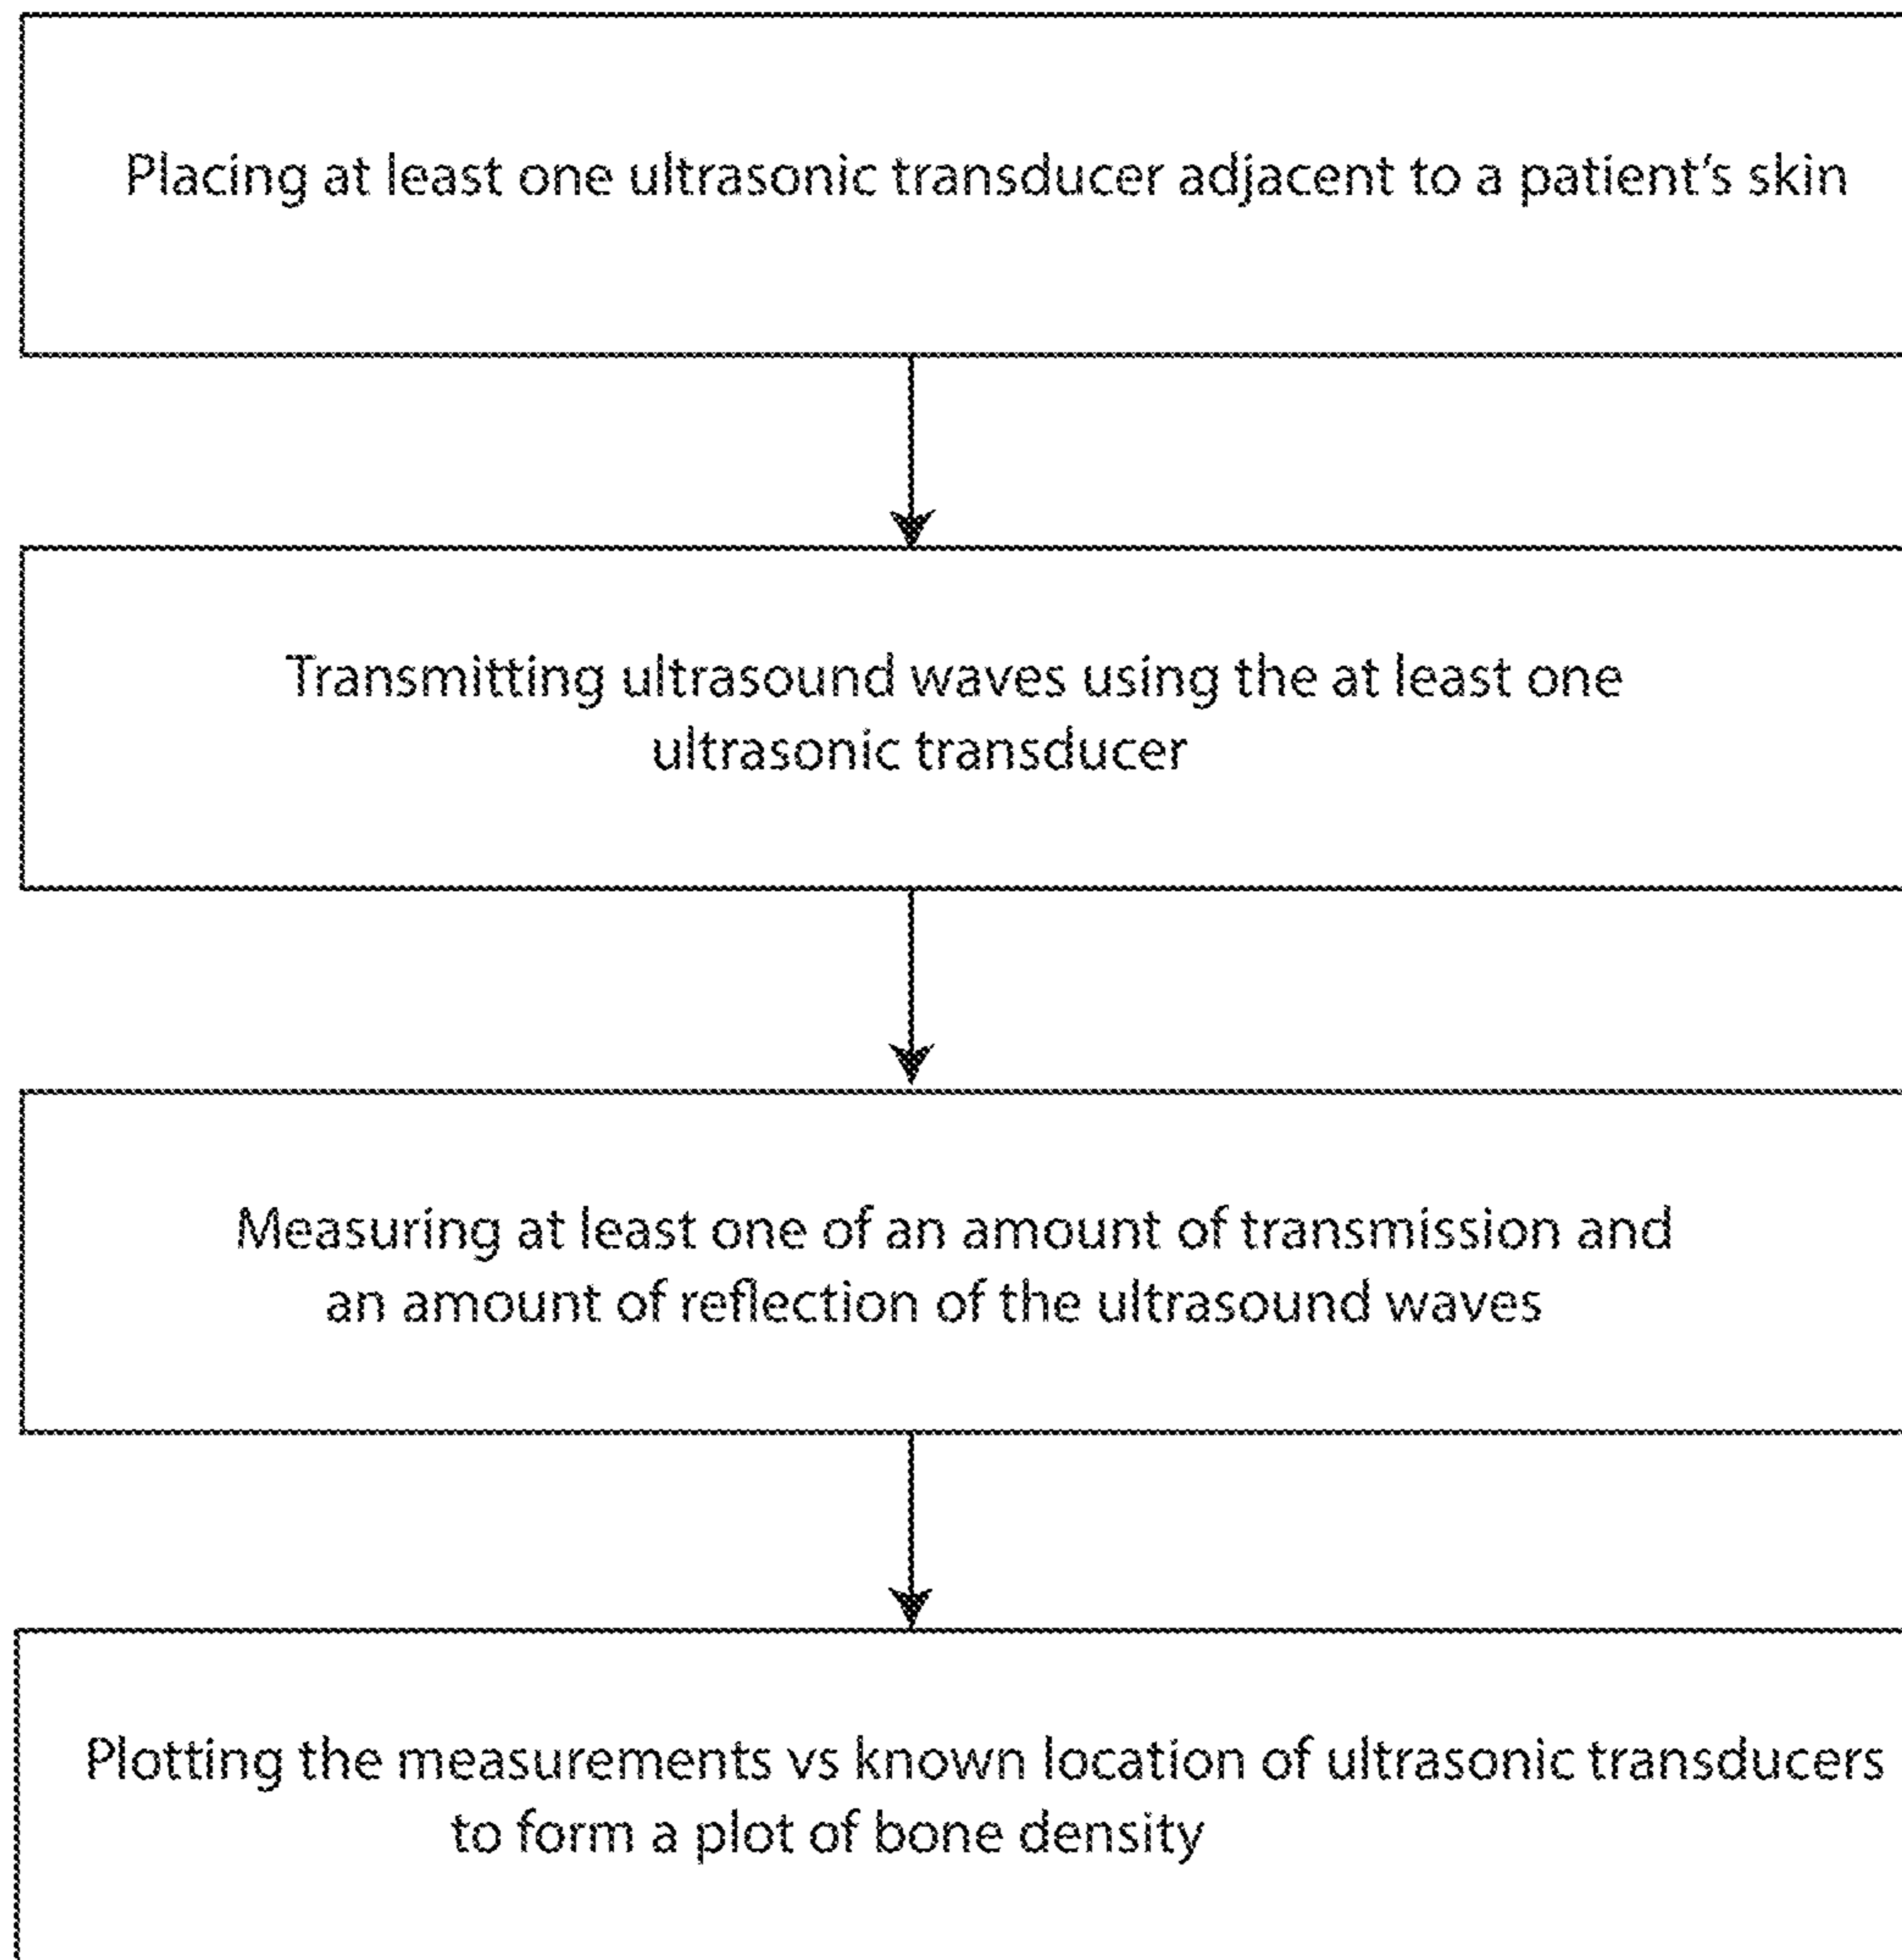 Placing at least one ultrasonic transducer adjacent to a patient's skin
Transmitting ultrasound waves using the at least one
ultrasonic transducer
Measuring at least one of an amount of transmission and
an amount of reflection of the ultrasound waves
Plotting the measurements vs known location of ultrasonic transducers
to form a plot of bone density